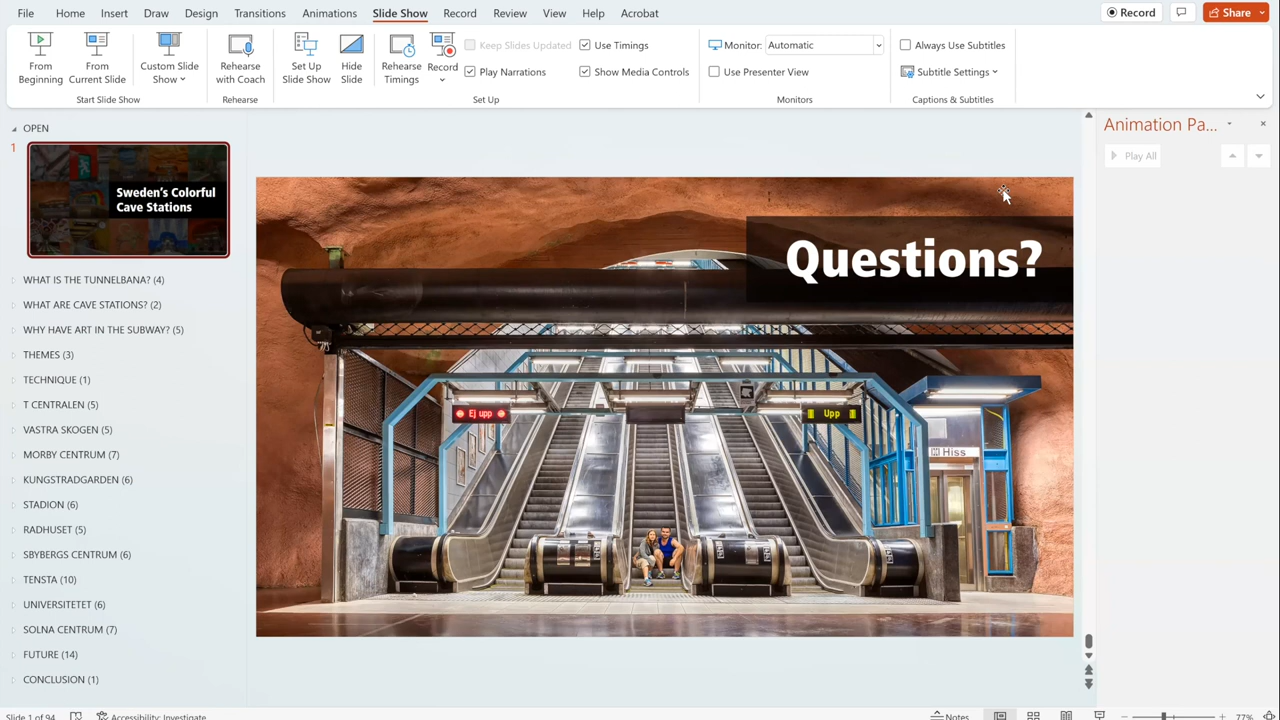 File Home Insert Draw Design Transitions Animations Slide Show Record Review View Help Acrobat Record Share
From Beginning
From Current Slide
Custom Slide Show
Start Slide Show
Rehearse with Coach
Rehearse
Set Up Slide Show
Hide Slide
Rehearse Timings
Record
Keep Slides Updated
Play Narrations
Use Timings
Show Media Controls
Set Up
Monitor: Automatic
Use Presenter View
Monitors
Always Use Subtitles
Subtitle Settings
Captions & Subtitles
OPEN
1
Sweden's Colorful
Cave Stations
WHAT IS THE TUNNELBANA? (4)
WHAT ARE CAVE STATIONS? (2)
WHY HAVE ART IN THE SUBWAY? (5)
THEMES (3)
TECHNIQUE (1)
T CENTRALEN (5)
VASTRA SKOGEN (5)
MORBY CENTRUM (7)
KUNGSTRADGARDEN (6)
STADION (6)
RADHUSET (5)
SBYBERGS CENTRUM (6)
TENSTA (10)
UNIVERSITETET (6)
SOLNA CENTRUM (7)
FUTURE (14)
CONCLUSION (1)
Questions?
Ej upp
Upp
Hiss
Animation Pa...
Play All
Slide 1 of 94 Accessibility: Investigate Notes 77%